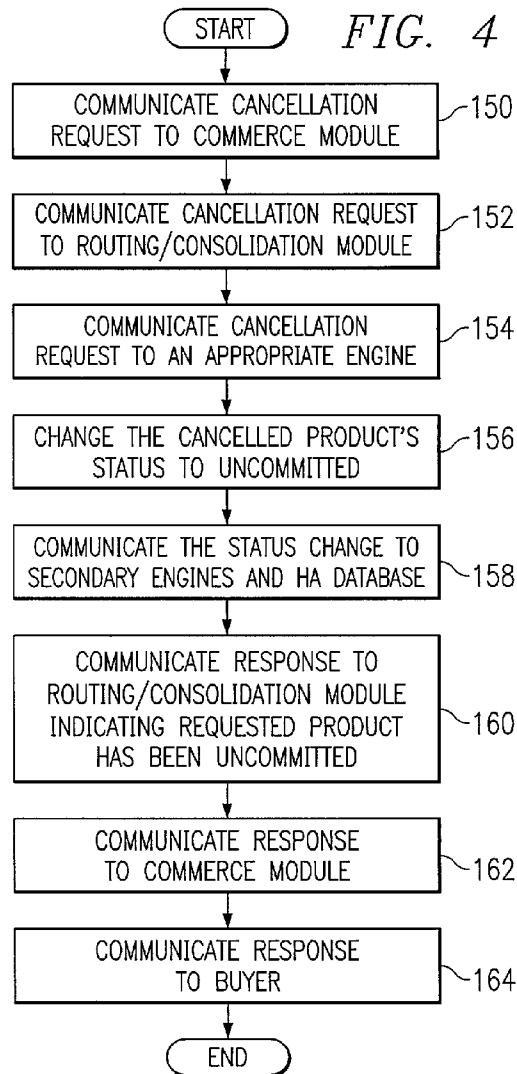 START
FIG. 4
COMMUNICATE CANCELLATION
REQUEST TO COMMERCE MODULE
150
COMMUNICATE CANCELLATION REQUEST
TO ROUTING/CONSOLIDATION MODULE
152
COMMUNICATE CANCELLATION
REQUEST TO AN APPROPRIATE ENGINE
154
CHANGE THE CANCELLED PRODUCT'S
STATUS TO UNCOMMITTED
156
COMMUNICATE THE STATUS CHANGE TO
SECONDARY ENGINES AND HA DATABASE
158
COMMUNICATE RESPONSE TO
ROUTING/CONSOLIDATION MODULE
INDICATING REQUESTED PRODUCT
HAS BEEN UNCOMMITTED
160
COMMUNICATE RESPONSE
TO COMMERCE MODULE
162
COMMUNICATE RESPONSE
TO BUYER
164
END